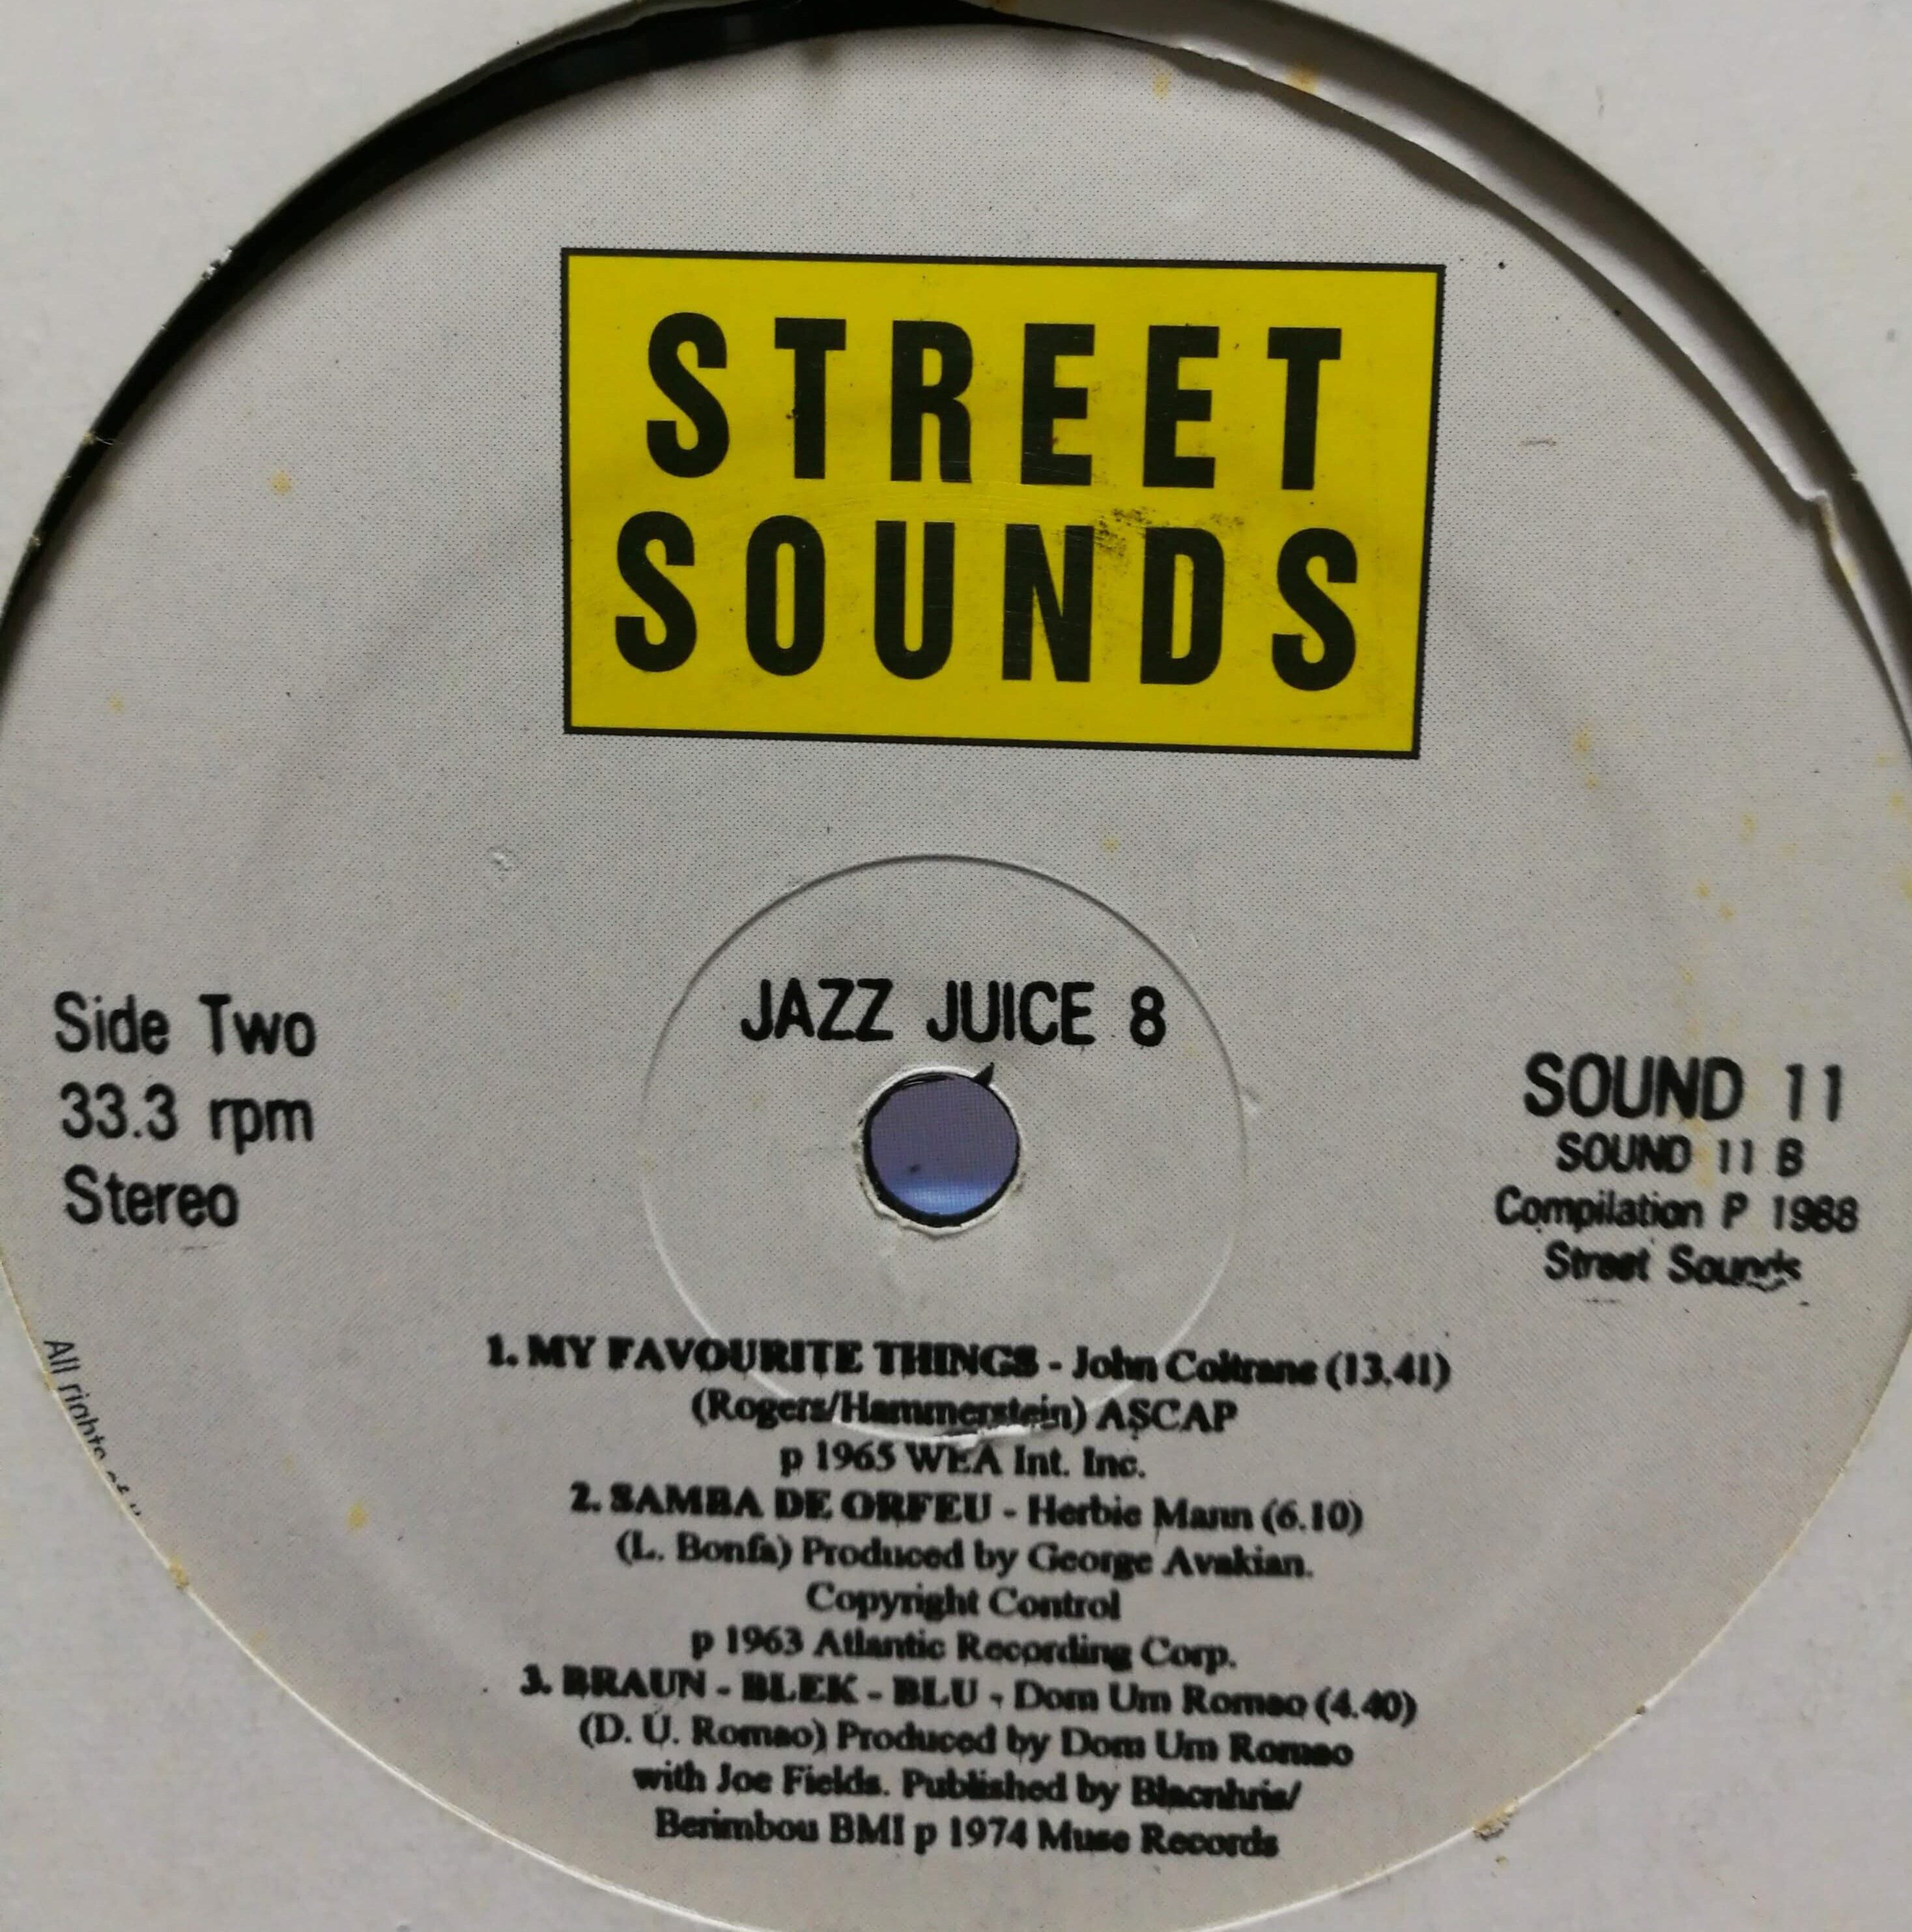 STREET
SOUNDS
JAZZ JUICE 8
Side Two
33.3 rpm
Stereo
SOUND 11
SOUND 11 B
Compilation P 1988
Street Sounds
1. MY FAVOURITE THINGS - John Coltrane (13.41)
(Rogers/Hammerstein) ASCAP
p 1965 WEA Int. Inc.
2. SAMBA DE ORFEU - Herbie Mann (6.10)
(L. Bonfa) Produced by George Avakian.
Copyright Control
p 1963 Atlantic Recording Corp.
3. BRAUN - BLEK - BLU - Dom Um Romao (4.40)
(D. U. Romao) Produced by Dom Um Romao
with Joe Fields. Published by
Berimbou BMI p 1974 Muse Records
All rights of